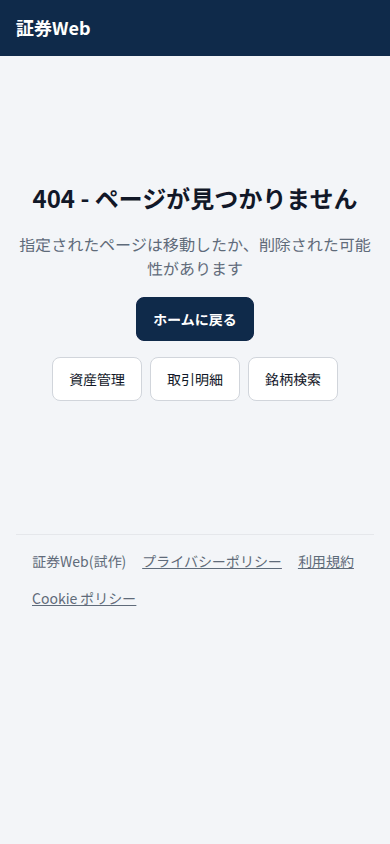 証券Web
404 - ページが見つかりません
指定されたページは移動したか、削除された可能
性があります
ホームに戻る
資産管理 取引明細 銘柄検索
証券Web(試作) プライバシーポリシー 利用規約
Cookie ポリシー